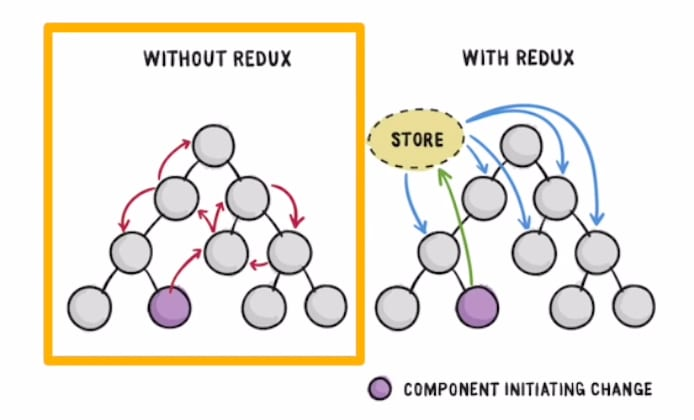 WITHOUT REDUX
WITH REDUX
STORE
COMPONENT INITIATING CHANGE